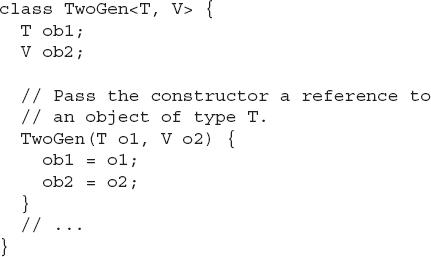 class TwoGen<T, V> {
  T ob1;
  V ob2;

  // Pass the constructor a reference to
  // an object of type T.
  TwoGen(T o1, V o2) {
    ob1 = o1;
    ob2 = o2;
  }
  // ...
}